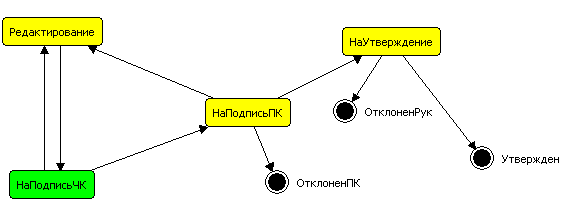 Редактирование
НаУтверждение
НаПодписьПК
ОтклоненРук
Утвержден
НаПодписьЧК
ОтклоненПК